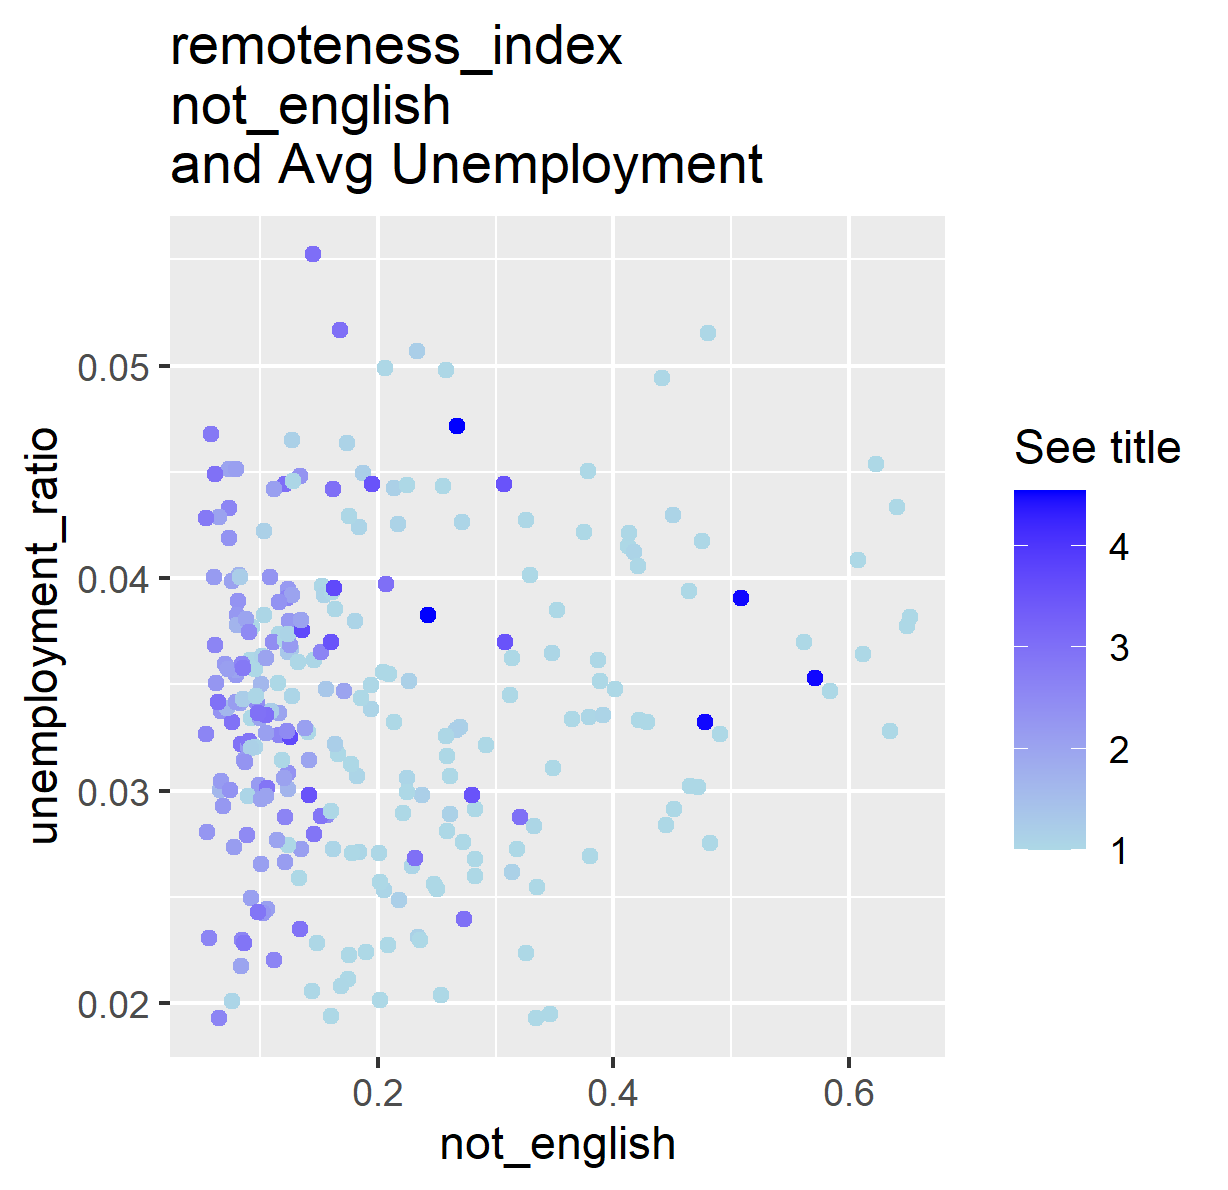 remoteness_index
not_english
and Avg Unemployment
0.05
0.04
0.03
0.02
unemployment_ratio
0.2
0.4
0.6
not_english
See title
4
3
2
1